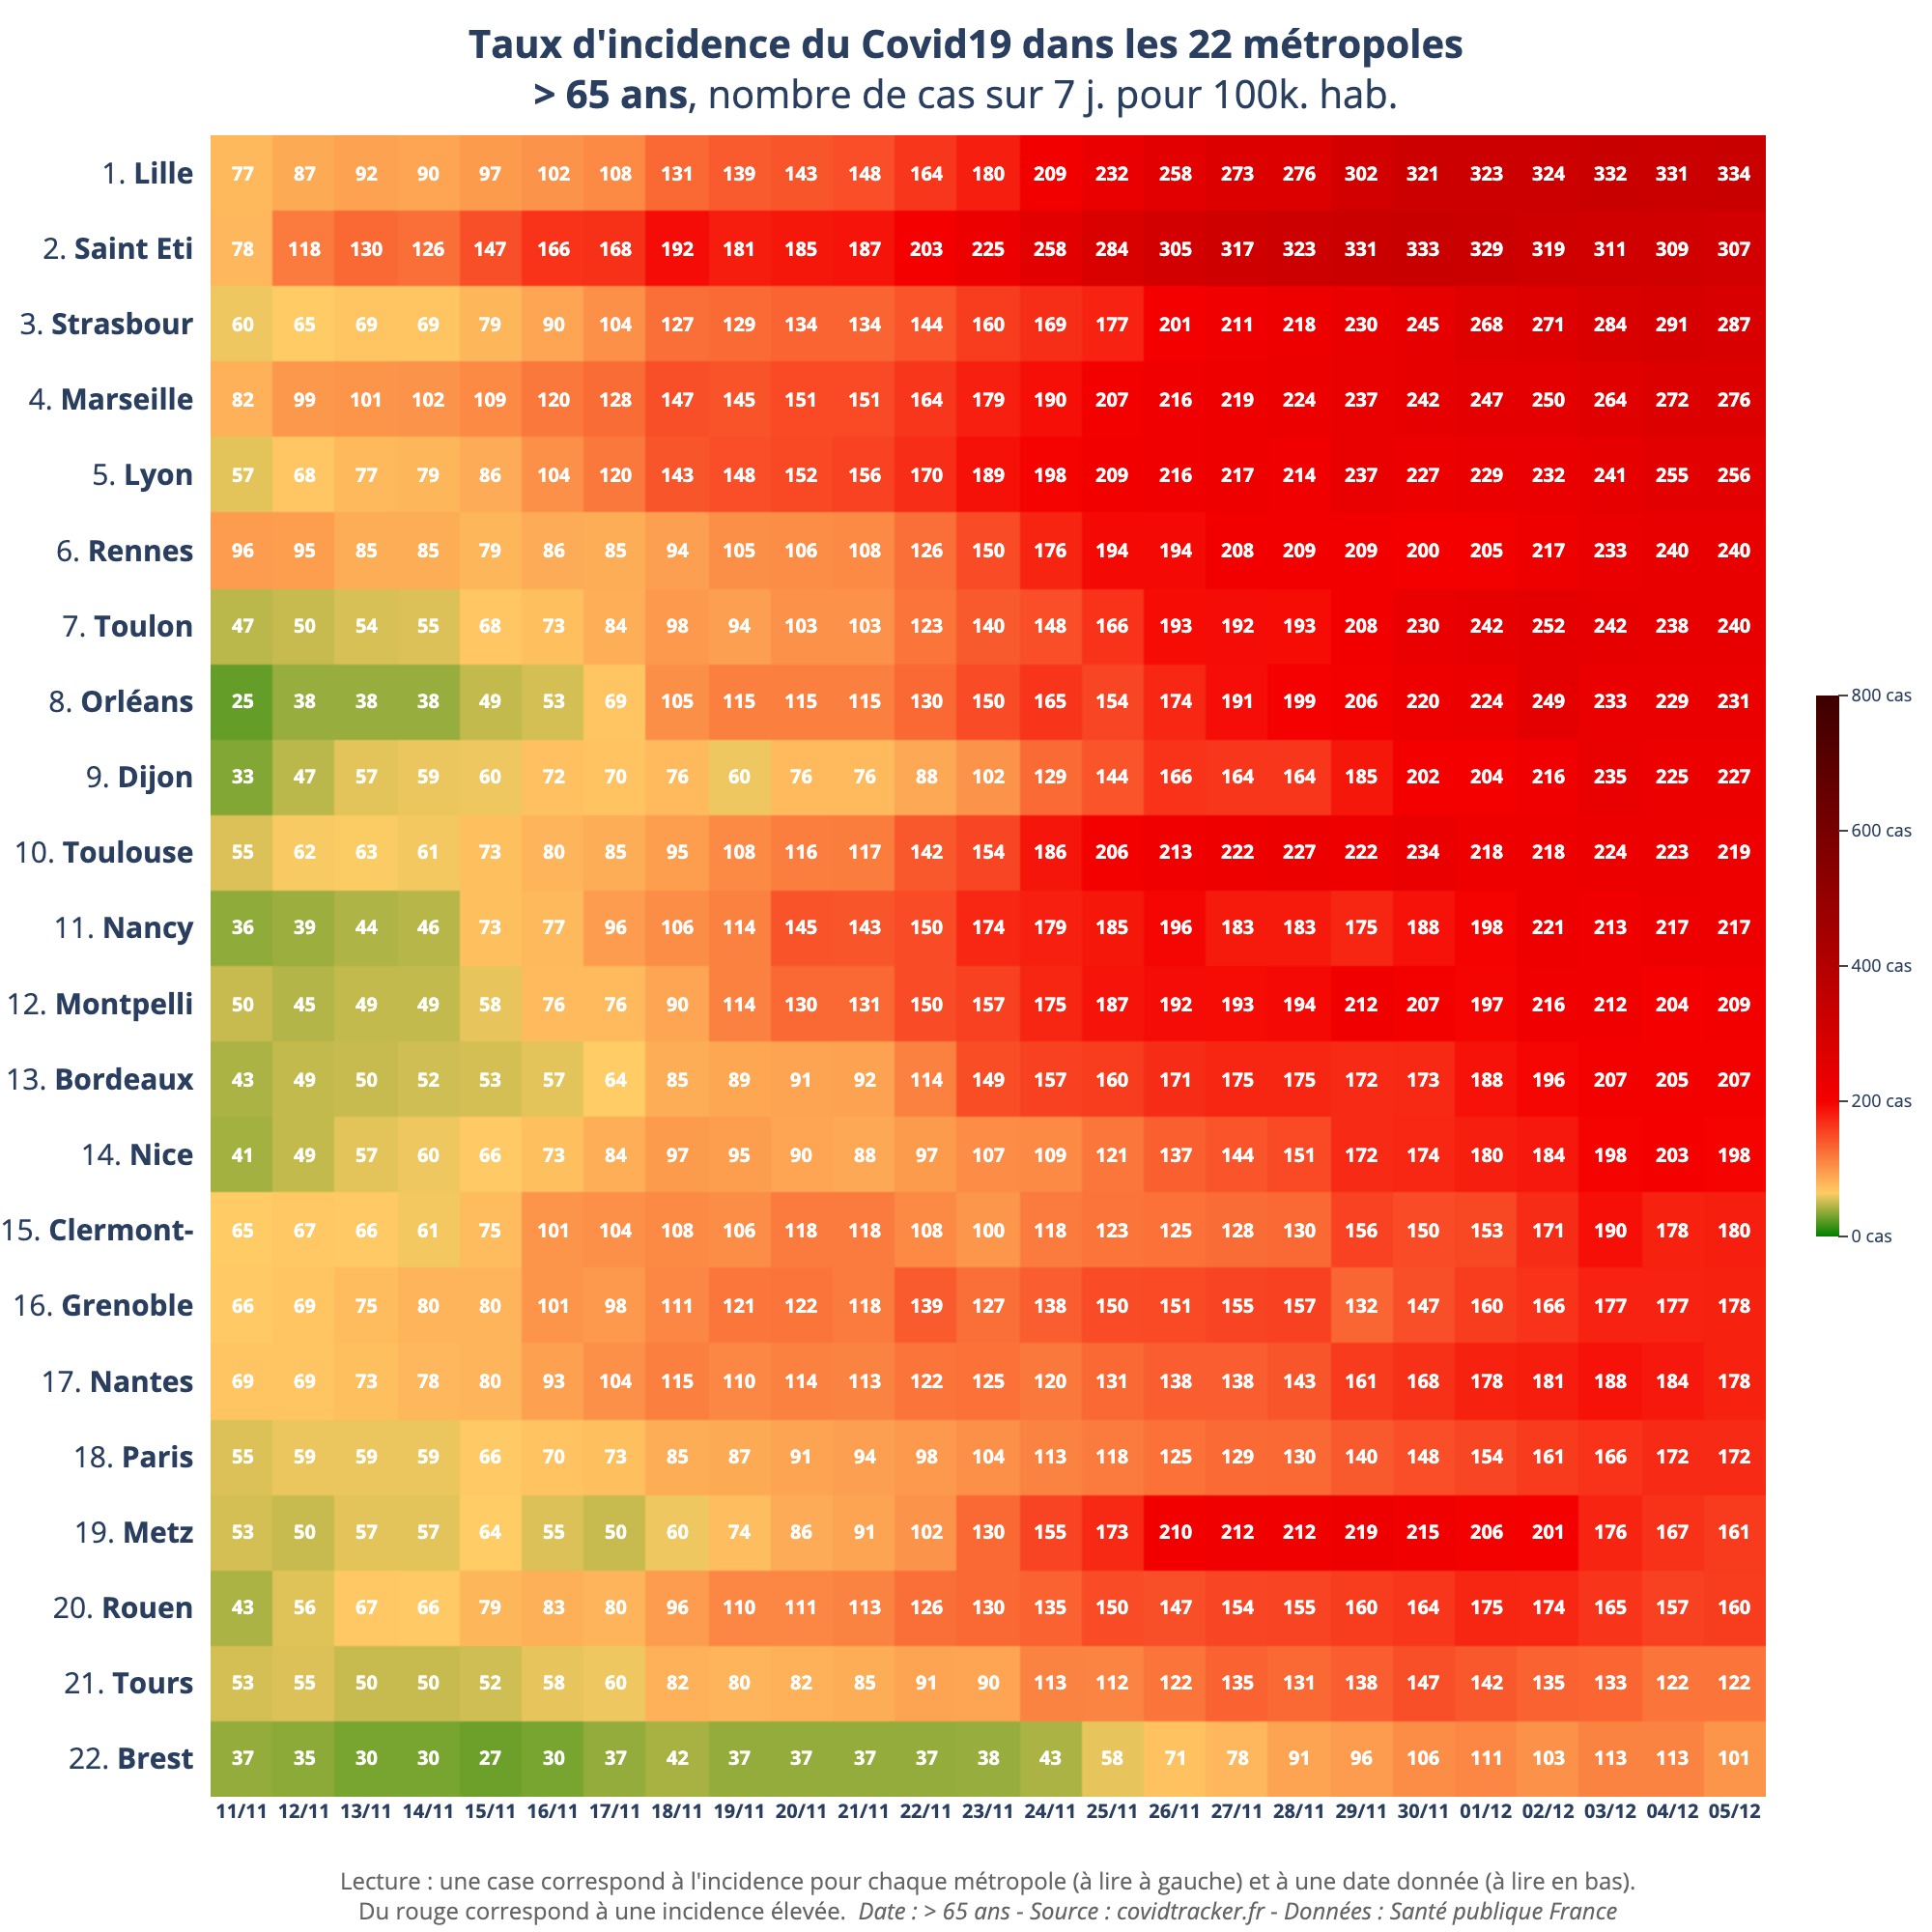 Taux d'incidence du Covid19 dans les 22 métropoles
> 65 ans, nombre de cas sur 7 j. pour 100k. hab.
1. Lille 77 87 92 90 97 102 108 131 139 143 148 164 180 209 232 258 273 276 302 321 323 324 332 331 334
2. Saint Eti 78 118 130 126 147 166 168 192 181 185 187 203 225 258 284 305 317 323 331 333 329 319 311 309 307
3. Strasbour 60 65 69 69 79 90 104 127 129 134 134 144 160 169 177 201 211 218 230 245 268 271 284 291 287
4. Marseille 82 99 101 102 109 120 128 147 145 151 151 164 179 190 207 216 219 224 237 242 247 250 264 272 276
5. Lyon 57 68 77 79 86 104 120 143 148 152 156 170 189 198 209 216 217 214 237 227 229 232 241 255 256
6. Rennes 96 95 85 85 79 86 85 94 105 106 108 126 150 176 194 194 208 209 209 200 205 217 233 240 240
7. Toulon 47 50 54 55 68 73 84 98 94 103 103 123 140 148 166 193 192 193 208 230 242 252 242 238 240
8. Orléans 25 38 38 38 49 53 69 105 115 115 115 130 150 165 154 174 191 199 206 220 224 249 233 229 231
9. Dijon 33 47 57 59 60 72 70 76 60 76 76 88 102 129 144 166 164 164 185 202 204 216 235 225 227
10. Toulouse 55 62 63 61 73 80 85 95 108 116 117 142 154 186 206 213 222 227 222 234 218 218 224 223 219
11. Nancy 36 39 44 46 73 77 96 106 114 145 143 150 174 179 185 196 183 183 175 188 198 221 213 217 217
12. Montpelli 50 45 49 49 58 76 76 90 114 130 131 150 157 175 187 192 193 194 212 207 197 216 212 204 209
13. Bordeaux 43 49 50 52 53 57 64 85 89 91 92 114 149 157 160 171 175 175 172 173 188 196 207 205 207
14. Nice 41 49 57 60 66 73 84 97 95 90 88 97 107 109 121 137 144 151 172 174 180 184 198 203 198
15. Clermont- 65 67 66 61 75 101 104 108 106 118 118 108 100 118 123 125 128 130 156 150 153 171 190 178 180
16. Grenoble 66 69 75 80 80 101 98 111 121 122 118 139 127 138 150 151 155 157 132 147 160 166 177 177 178
17. Nantes 69 69 73 78 80 93 104 115 110 114 113 122 125 120 131 138 138 143 161 168 178 181 188 184 178
18. Paris 55 59 59 59 66 70 73 85 87 91 94 98 104 113 118 125 129 130 140 148 154 161 166 172 172
19. Metz 53 50 57 57 64 55 50 60 74 86 91 102 130 155 173 210 212 212 219 215 206 201 176 167 161
20. Rouen 43 56 67 66 79 83 80 96 110 111 113 126 130 135 150 147 154 155 160 164 175 174 165 157 160
21. Tours 53 55 50 50 52 58 60 82 80 82 85 91 90 113 112 122 135 131 138 147 142 135 133 122 122
22. Brest 37 35 30 30 27 30 37 42 37 37 37 37 38 43 58 71 78 91 96 106 111 103 113 113 101
11/11 12/11 13/11 14/11 15/11 16/11 17/11 18/11 19/11 20/11 21/11 22/11 23/11 24/11 25/11 26/11 27/11 28/11 29/11 30/11 01/12 02/12 03/12 04/12 05/12
800 cas
600 cas
400 cas
200 cas
0 cas
Lecture : une case correspond à l'incidence pour chaque métropole (à lire à gauche) et à une date donnée (à lire en bas).
Du rouge correspond à une incidence élevée. Date : > 65 ans - Source : covidtracker.fr - Données : Santé publique France